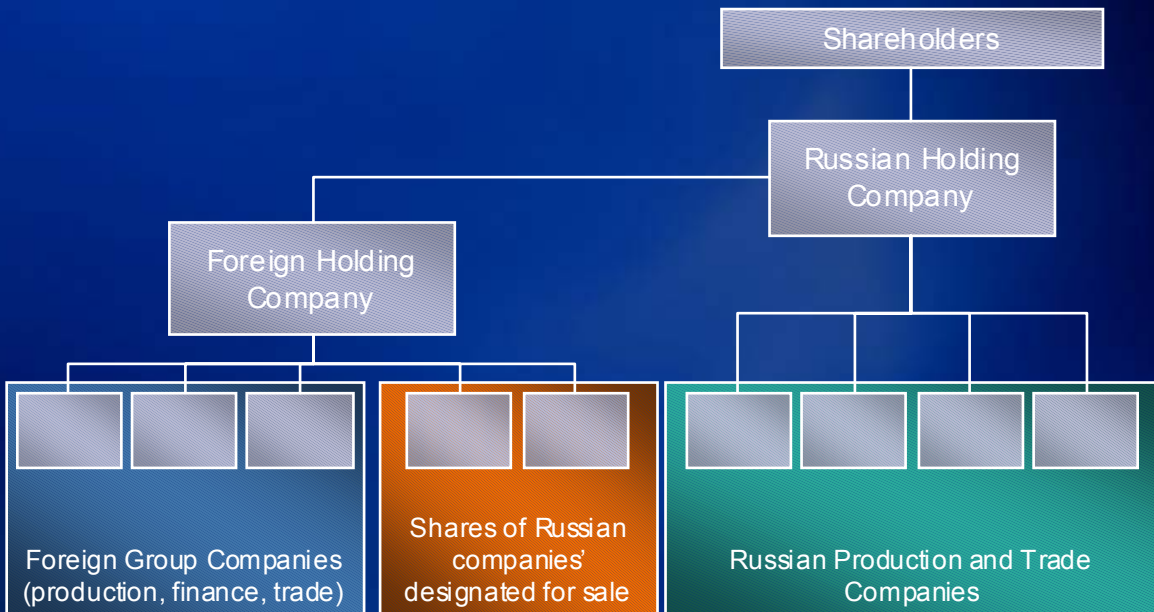 Shareholders
Russian Holding
Company
Foreign Holding
Company
Foreign Group Companies
(production, finance, trade)
Shares of Russian
companies’
designated for sale
Russian Production and Trade
Companies